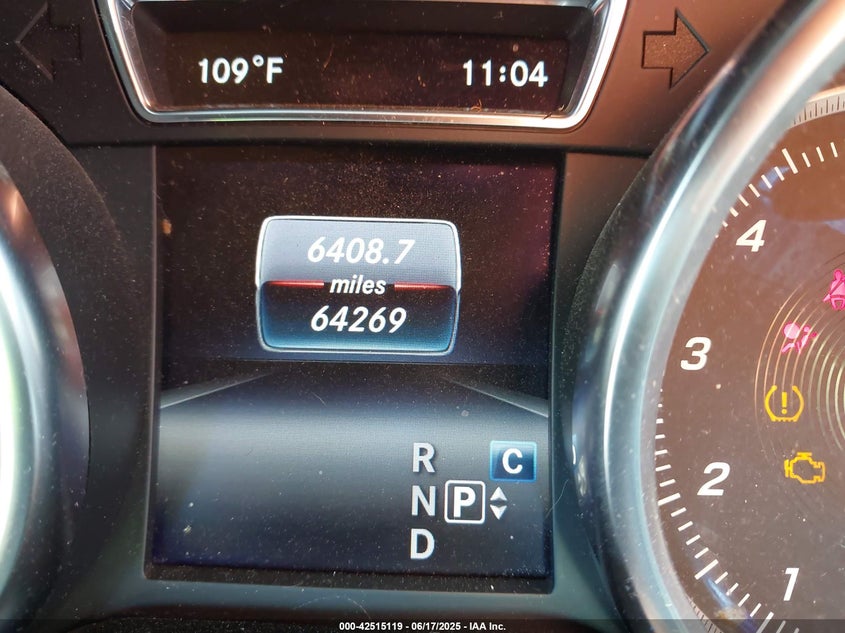 109°F 11:04
6408.7
miles
64269
4
3
2
1
R C
N P
D
000-42515119 - 06/17/2025 - IAA Inc.